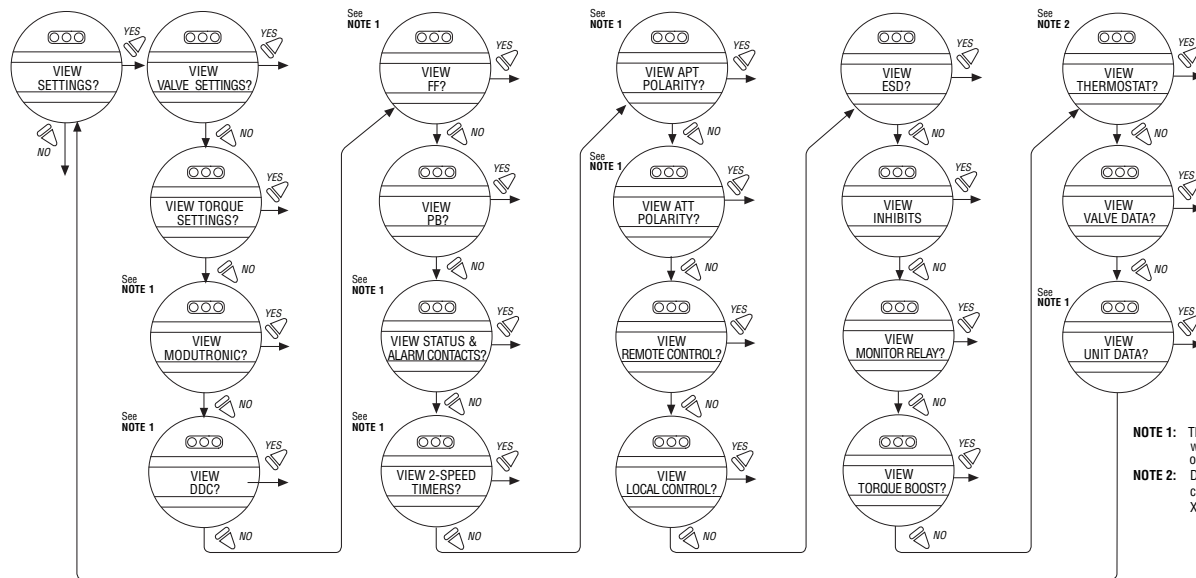 VIEW
SETTINGS?
YES
NO
VIEW
VALVE SETTINGS?
YES
NO
VIEW TORQUE
SETTINGS?
YES
NO
See
NOTE 1
VIEW
MODUTRONIC?
YES
NO
See
NOTE 1
VIEW
DDC?
YES
NO
See
NOTE 1
VIEW
FF?
YES
NO
VIEW
PB?
YES
NO
See
NOTE 1
VIEW STATUS &
ALARM CONTACTS?
YES
NO
See
NOTE 1
VIEW 2-SPEED
TIMERS?
YES
NO
See
NOTE 1
VIEW APT
POLARITY?
YES
NO
See
NOTE 1
VIEW ATT
POLARITY?
YES
NO
VIEW
REMOTE CONTROL?
YES
NO
VIEW
LOCAL CONTROL?
YES
NO
VIEW
ESD?
YES
NO
VIEW
INHIBITS
YES
NO
VIEW
MONITOR RELAY?
YES
NO
VIEW
TORQUE BOOST?
YES
NO
See
NOTE 2
VIEW
THERMOSTAT?
YES
NO
VIEW
VALVE DATA?
YES
NO
See
NOTE 1
VIEW
UNIT DATA?
YES
NOTE 1:
NOTE 2: